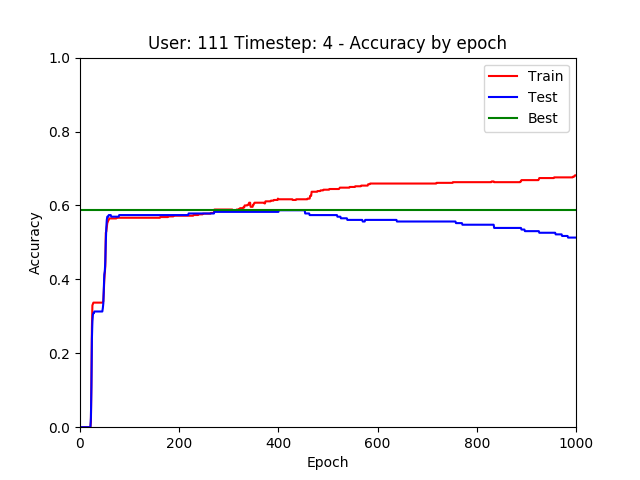 User: 111 Timestep: 4 - Accuracy by epoch
1.0
0.8
0.6
0.4
0.2
0.0
Accuracy
Train
Test
Best
0 200 400 600 800 1000
Epoch